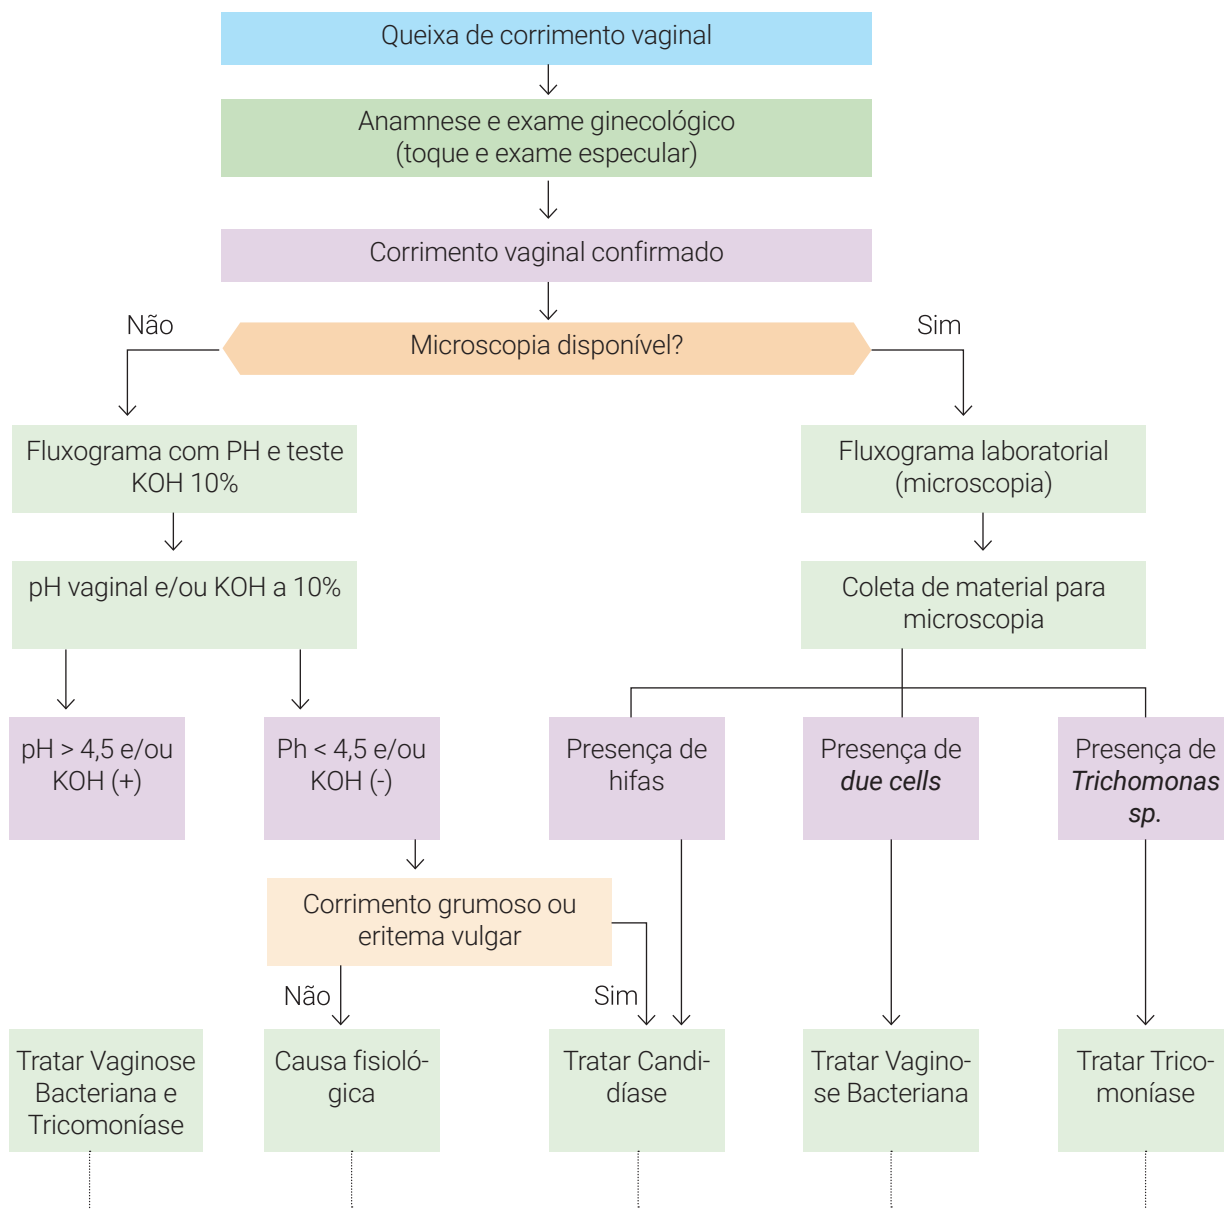 Queixa de corrimento vaginal
Anamnese e exame ginecológico
(toque e exame especular)
Corrimento vaginal confirmado
Não
Microscopia disponível?
Sim
Fluxograma com PH e teste
KOH 10%
Fluxograma laboratorial
(microscopia)
pH vaginal e/ou KOH a 10%
Coleta de material para
microscopia
pH > 4,5 e/ou
KOH (+)
Ph < 4,5 e/ou
KOH (-)
Presença de
hifas
Presença de
due cells
Presença de
Trichomonas
sp.
Corrimento grumoso ou
eritema vulgar
Não
Sim
Tratar Vaginose
Bacteriana e
Tricomoníase
Causa fisioló-
gica
Tratar Candi-
díase
Tratar Vagino-
se Bacteriana
Tratar Trico-
moníase